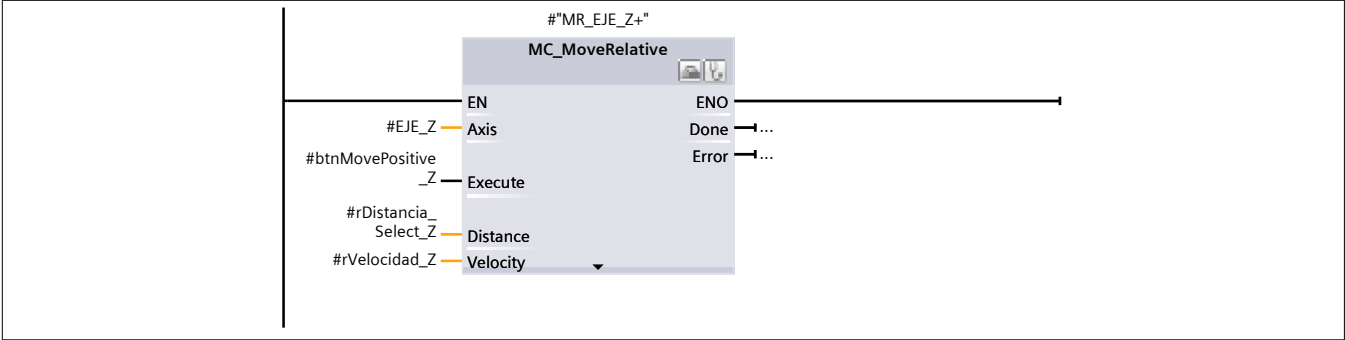 #"MR_EJE_Z+"
MC_MoveRelative
EN
ENO
#EJE_Z
Axis
Done
...
Error
...
#btnMovePositive
_Z
Execute
#rDistancia_
Select_Z
Distance
#rVelocidad_Z
Velocity